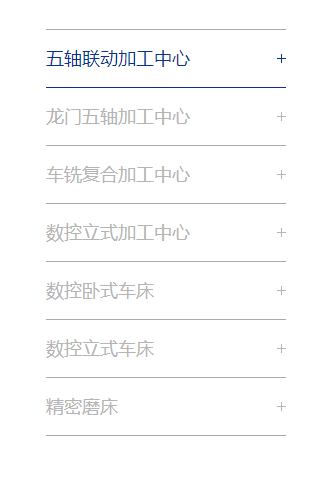 五轴联动加工中心 +
龙门五轴加工中心 +
车铣复合加工中心 +
数控立式加工中心 +
数控卧式车床 +
数控立式车床 +
精密磨床 +